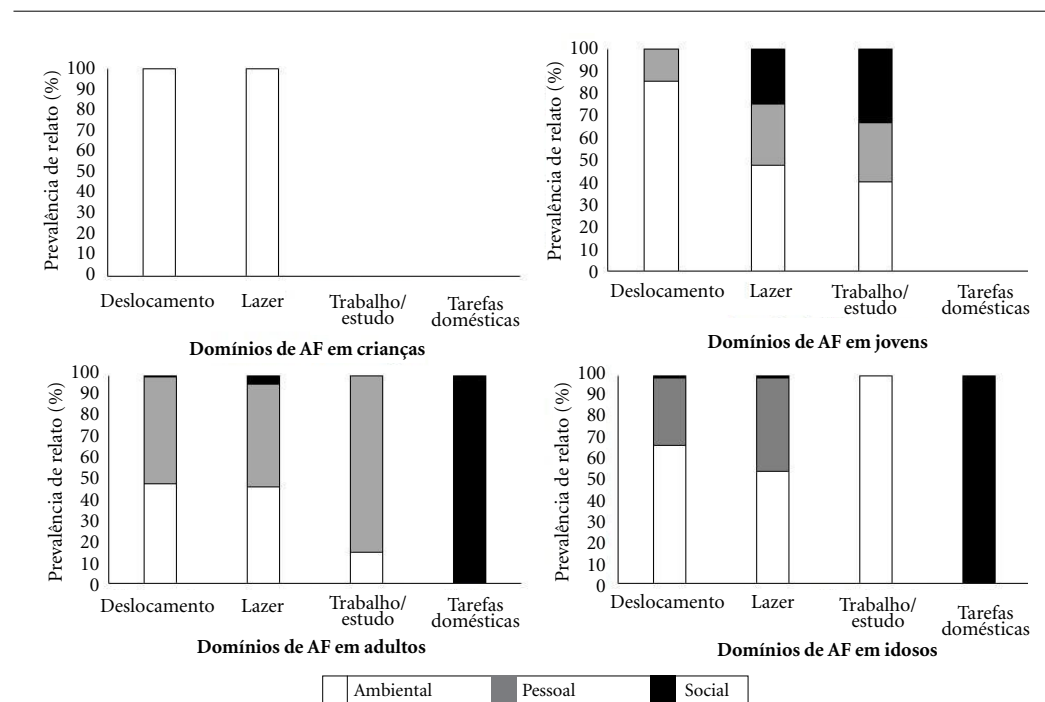 Prevalência de relato (%)
100
90
80
70
60
50
40
30
20
10
0
Deslocamento
Lazer
Trabalho/
estudo
Tarefas
domésticas
Domínios de AF em crianças
Prevalência de relato (%)
100
90
80
70
60
50
40
30
20
10
0
Deslocamento
Lazer
Trabalho/
estudo
Tarefas
domésticas
Domínios de AF em jovens
Prevalência de relato (%)
100
90
80
70
60
50
40
30
20
10
0
Deslocamento
Lazer
Trabalho/
estudo
Tarefas
domésticas
Domínios de AF em adultos
Prevalência de relato (%)
100
90
80
70
60
50
40
30
20
10
0
Deslocamento
Lazer
Trabalho/
estudo
Tarefas
domésticas
Domínios de AF em idosos
Ambiental Pessoal Social